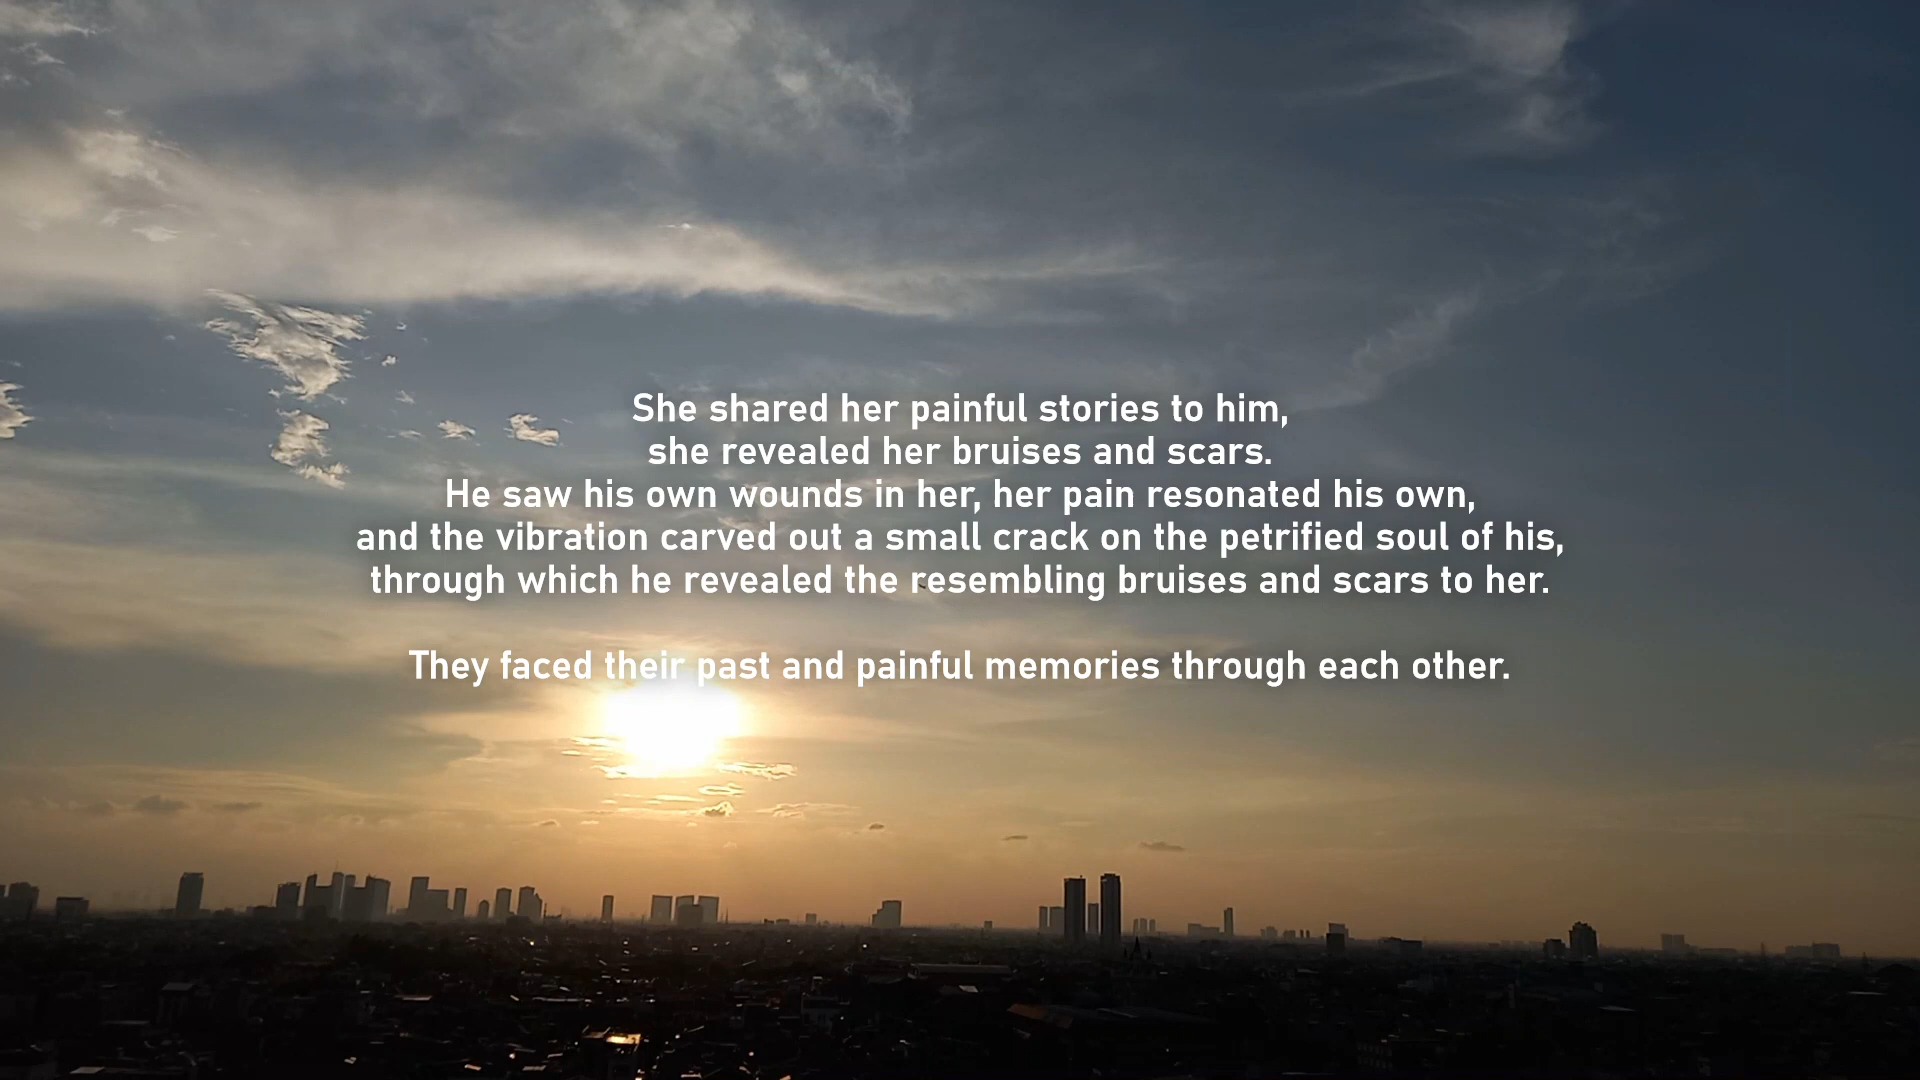 She shared her painful stories to him,
she revealed her bruises and scars.
He saw his own wounds in her, her pain resonated his own,
and the vibration carved out a small crack on the petrified soul of his,
through which he revealed the resembling bruises and scars to her.
They faced their past and painful memories through each other.